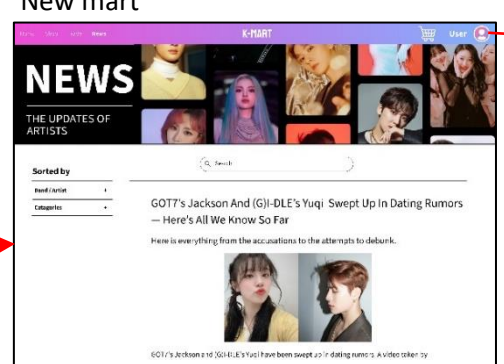 New mart
News
K-MART
User
NEWS
THE UPDATES OF
ARTISTS
Sorted by
Search
Band / Artist
Categories
GOT7's Jackson And (G)I-DLE's Yuqi Swept Up In Dating Rumors
— Here's All We Know So Far
Here is everything from the accusations to the attempts to debunk.
GOT7's Jackson and (G)I-DLE's Yuqi have been swept up in dating rumors. A video taken by